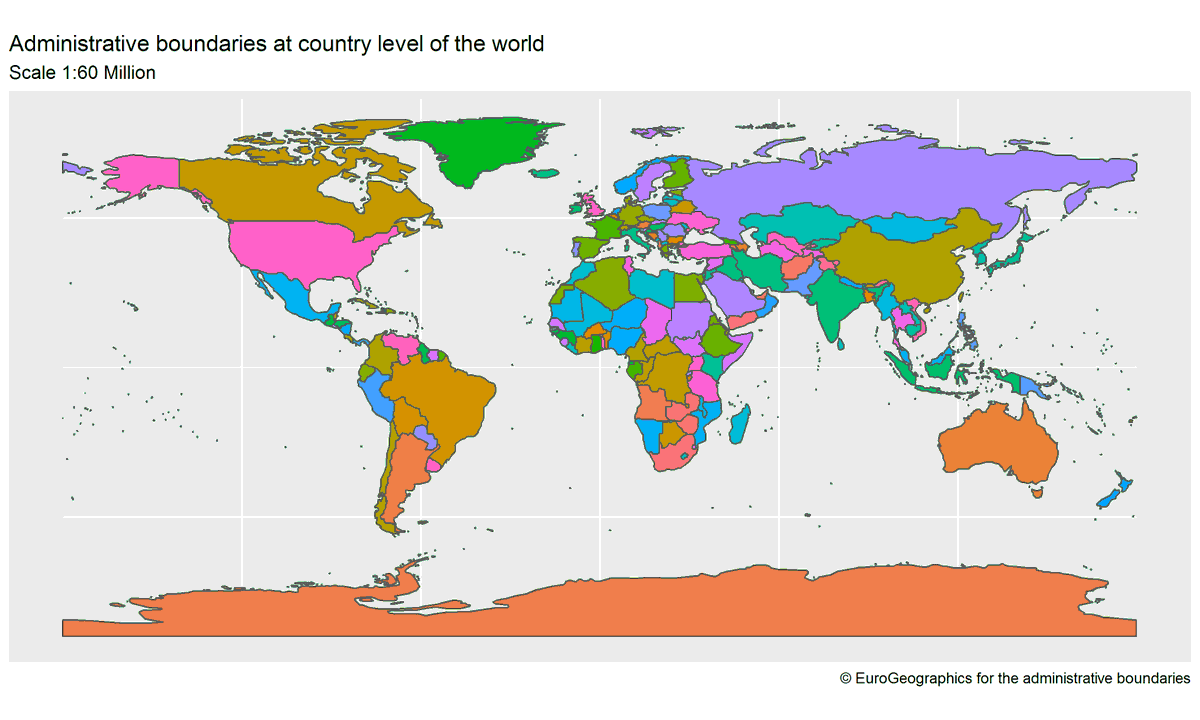 Administrative boundaries at country level of the world
Scale 1:60 Million
© EuroGeographics for the administrative boundaries